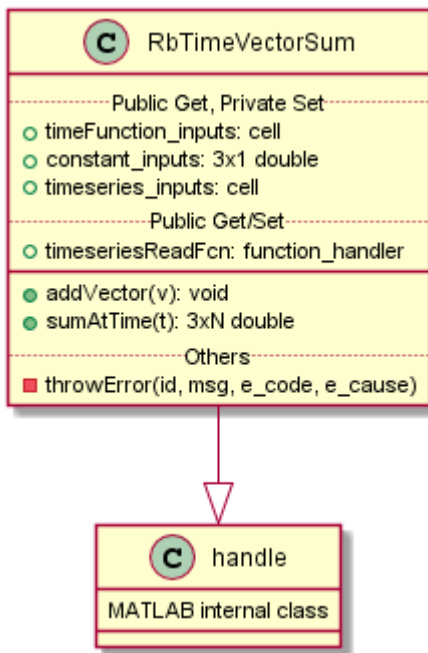 C RbTimeVectorSum
Public Get, Private Set
timeFunction_inputs: cell
constant_inputs: 3x1 double
timeseries_inputs: cell
Public Get/Set
timeseriesReadFcn: function_handler
addVector(v): void
sumAtTime(t): 3xN double
Others
throwError(id, msg, e_code, e_cause)
C handle
MATLAB internal class